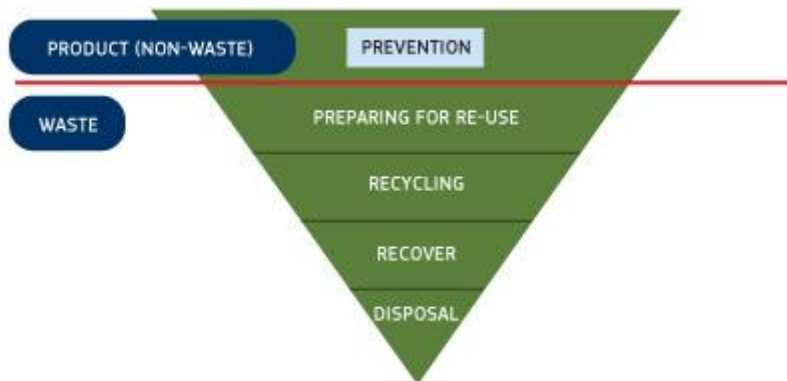 PRODUCT (NON-WASTE)
PREVENTION
WASTE
PREPARING FOR RE-USE
RECYCLING
RECOVER
DISPOSAL